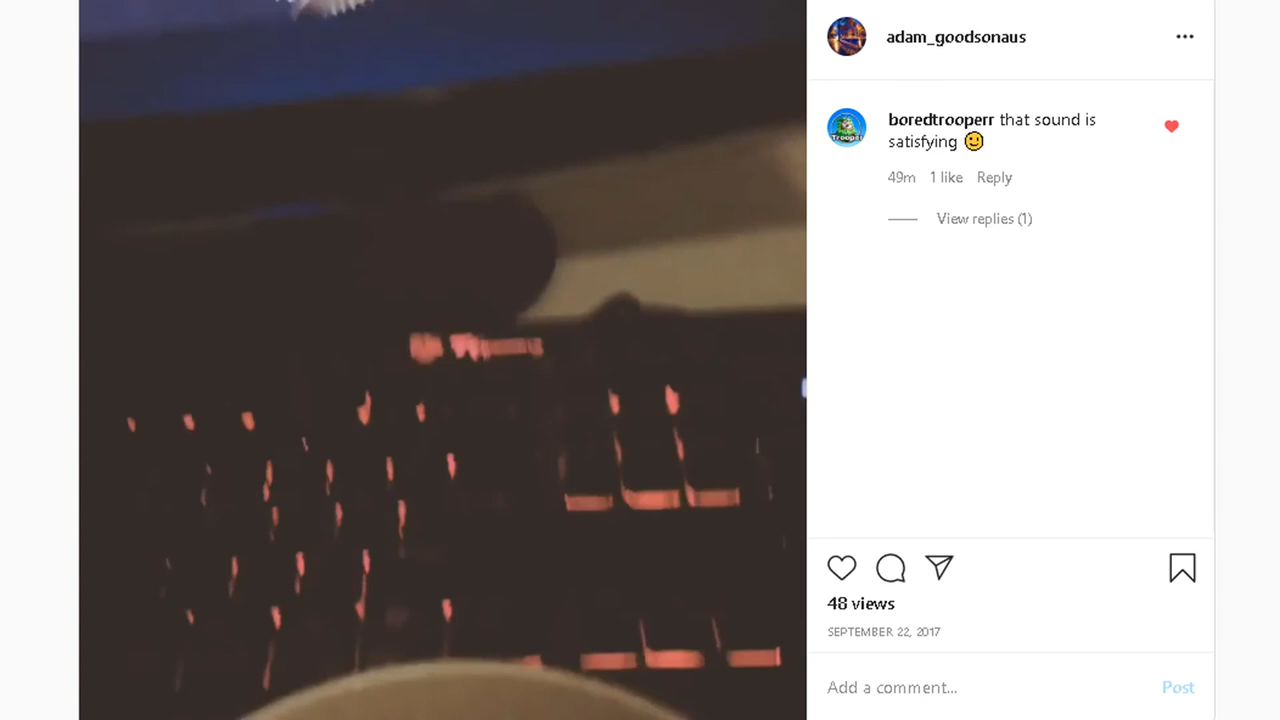 adam_goodsonaus
boredtrooperr that sound is
satisfying 🙂
49m 1 like Reply
View replies (1)
48 views
SEPTEMBER 22, 2017
Add a comment... Post
Trooper